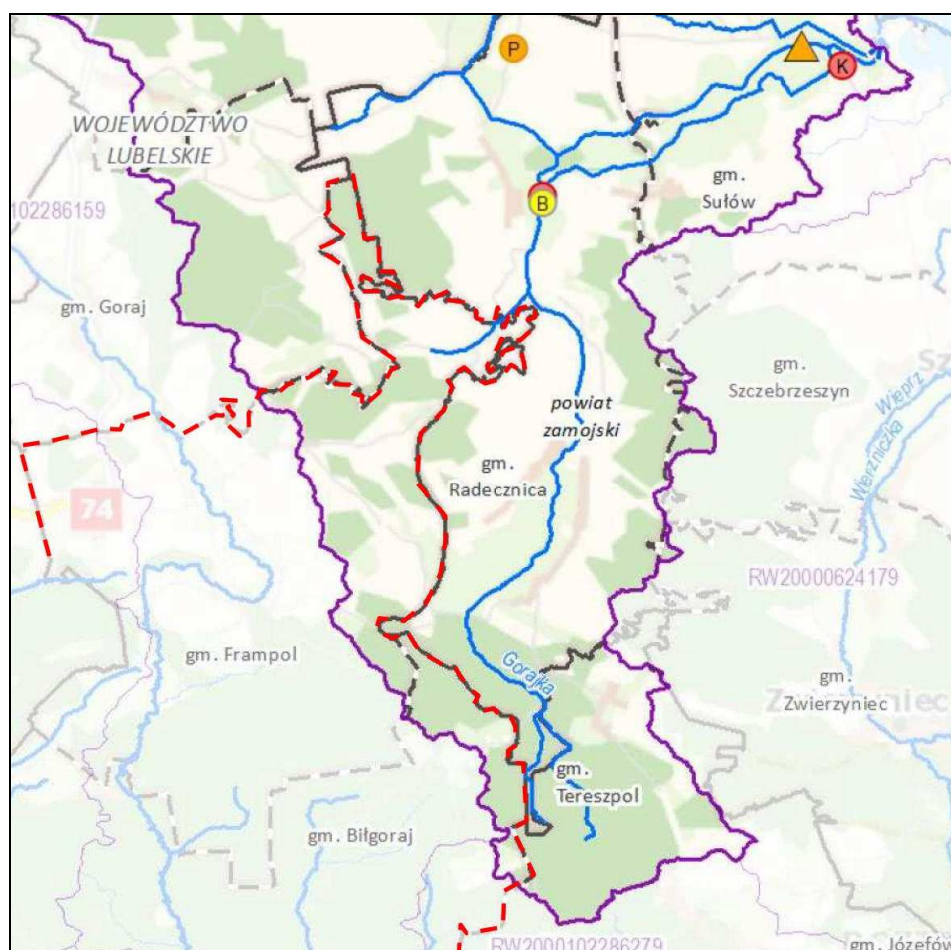 P
K
WOJEWÓDZTWO
LUBELSKIE
gm.
Sułów
B
102286159
gm. Goraj
gm.
Szczebrzeszyn
Wieprz
Wierzniczka
powiat
zamojski
gm.
Radecznica
74
RW20000624179
gm. Frampol
Gorajka
gm.
Zwierzyniec
Zwierzyniec
gm.
Tereszpol
gm. Biłgoraj
RW2000102286279
gm. Józefów